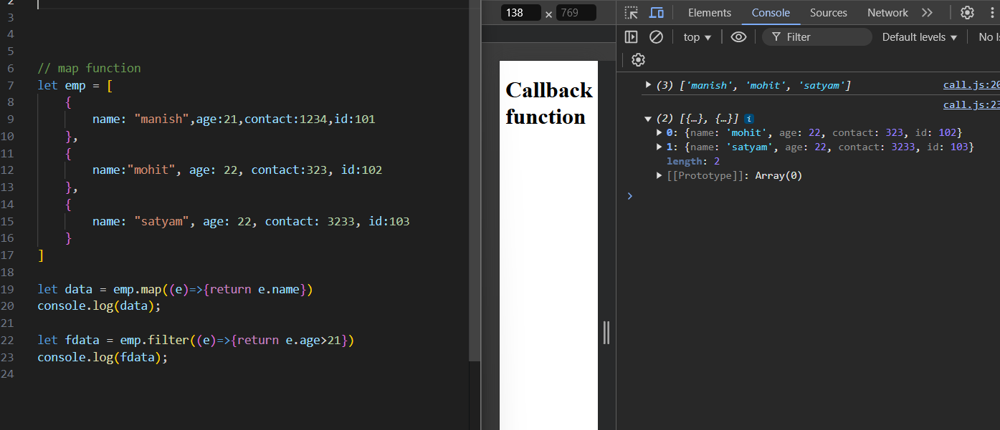 2
3
4
5
6 // map function
7 let emp = [
8 {
9 name: "manish",age:21,contact:1234,id:101
10 },
11 {
12 name:"mohit", age: 22, contact:323, id:102
13 },
14 {
15 name: "satyam", age: 22, contact: 3233, id:103
16 }
17 ]
18
19 let data = emp.map((e)=>{return e.name})
20 console.log(data);
21
22 let fdata = emp.filter((e)=>{return e.age>21})
23 console.log(fdata);
24
138 × 769
Callback
function
Elements Console Sources Network
top Filter Default levels No
(3) ['manish', 'mohit', 'satyam'] call.js:20
call.js:23
(2) [{…}, {…}] i
0: {name: 'mohit', age: 22, contact: 323, id: 102}
1: {name: 'satyam', age: 22, contact: 3233, id: 103}
length: 2
[[Prototype]]: Array(0)